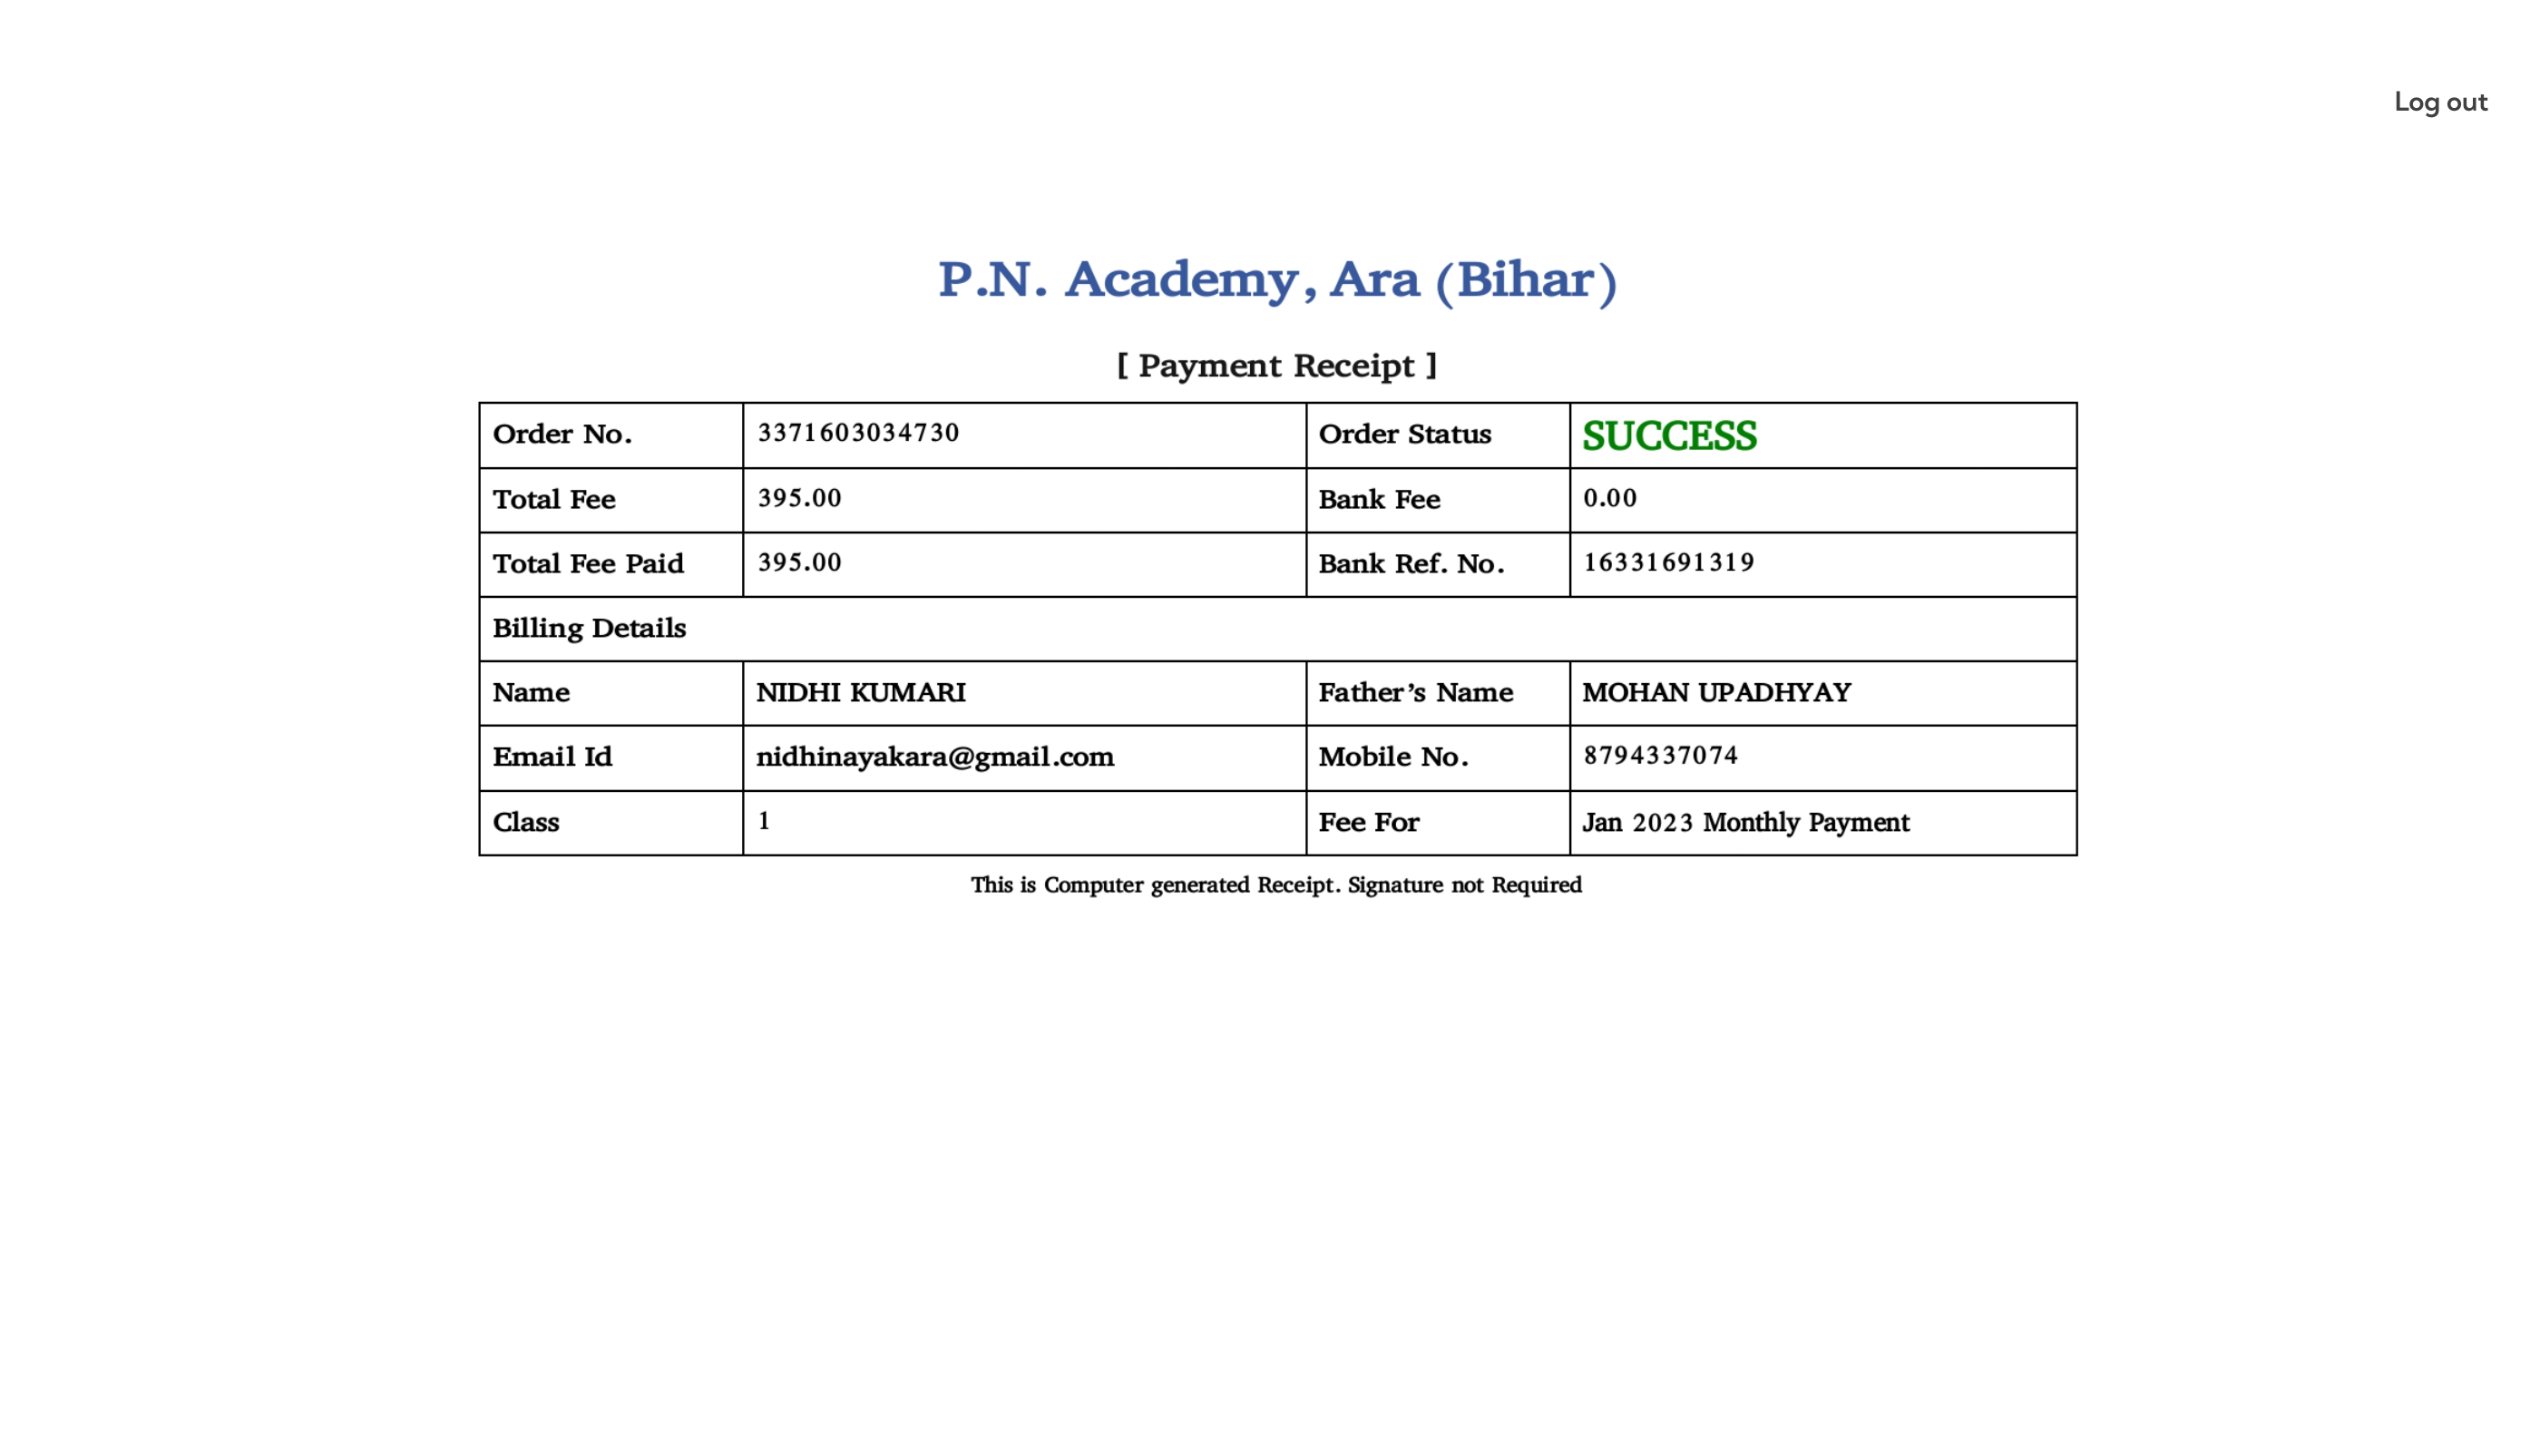 Log out
P.N. Academy, Ara (Bihar)
[ Payment Receipt ]
Order No. 3371603034730 Order Status SUCCESS
Total Fee 395.00 Bank Fee 0.00
Total Fee Paid 395.00 Bank Ref. No. 16331691319
Billing Details
Name NIDHI KUMARI Father’s Name MOHAN UPADHYAY
Email Id nidhinayakara@gmail.com Mobile No. 8794337074
Class 1 Fee For Jan 2023 Monthly Payment
This is Computer generated Receipt. Signature not Required